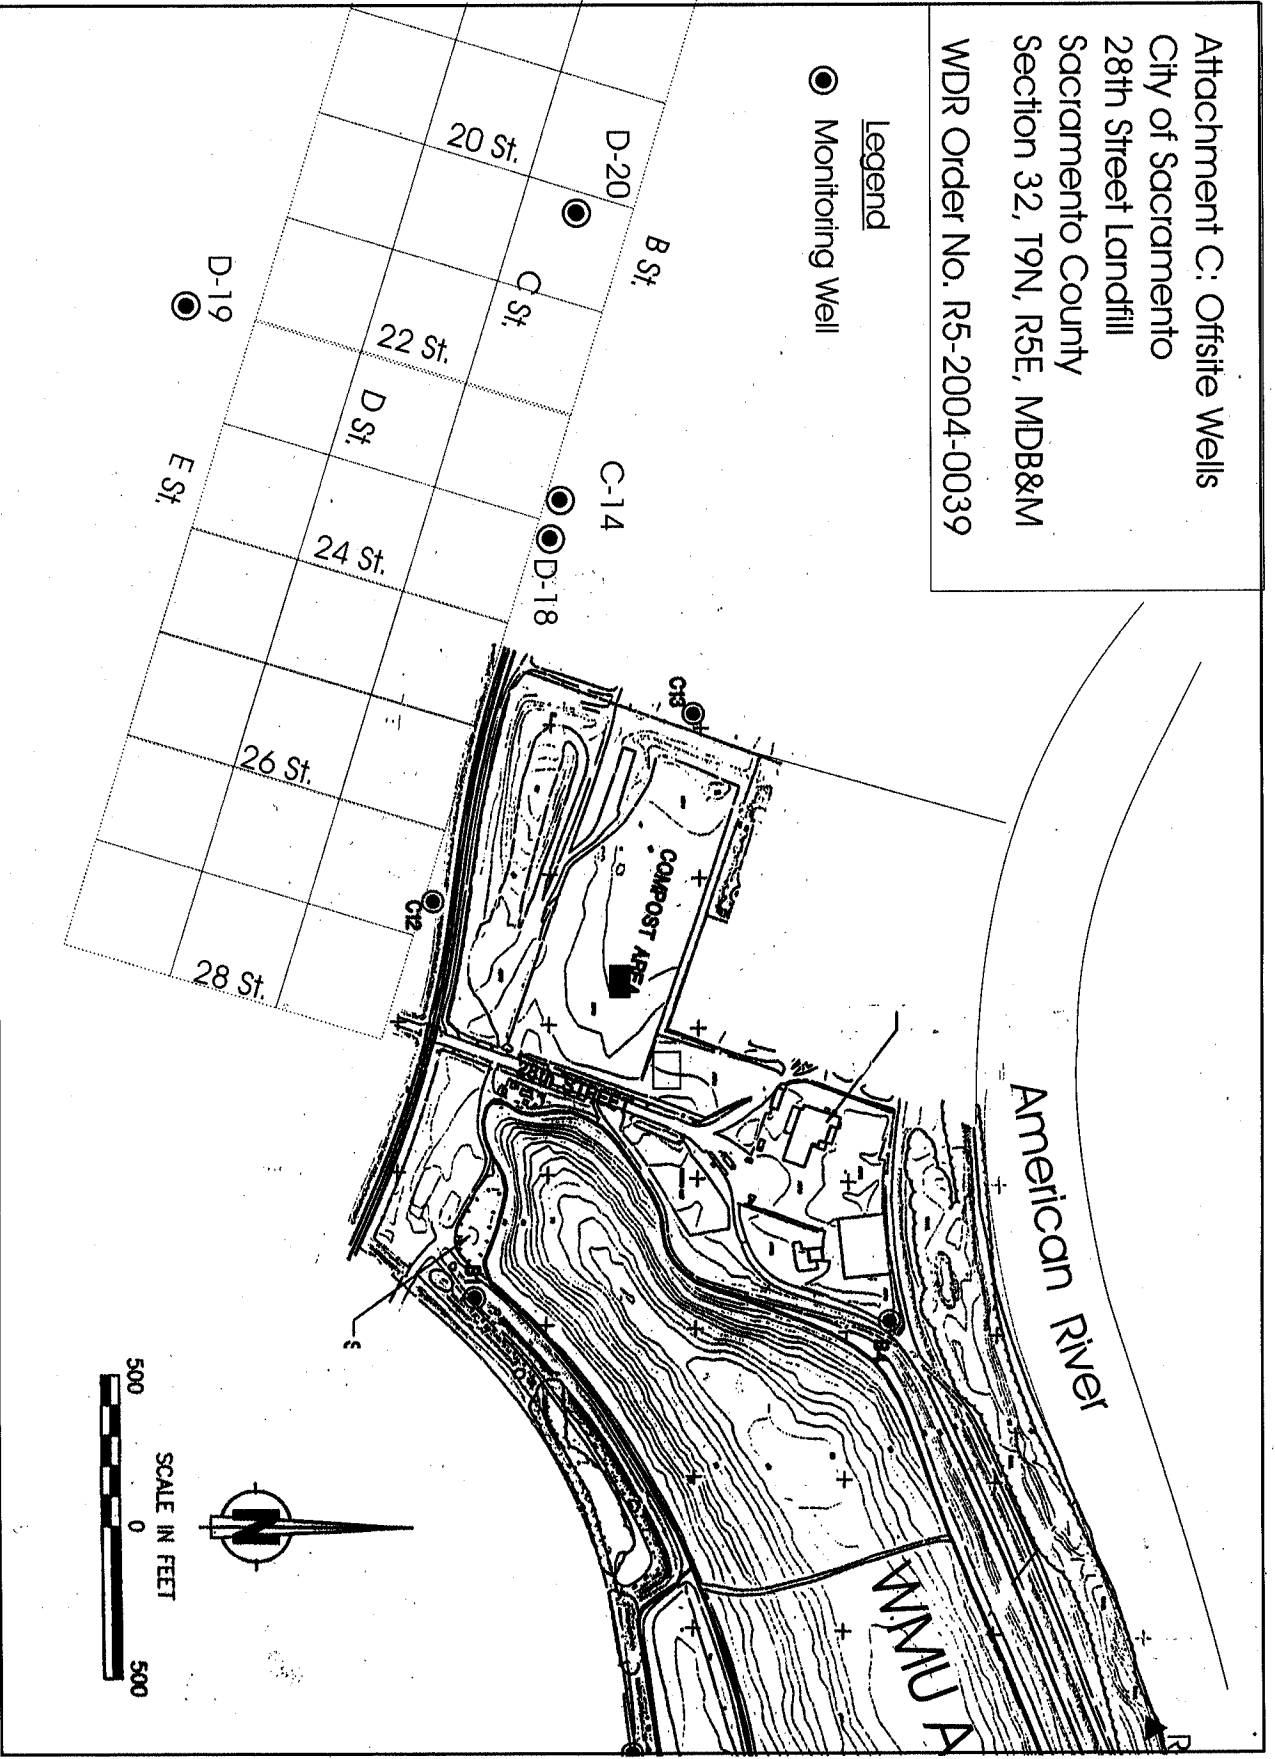 Attachment C: Offsite Wells
City of Sacramento
28th Street Landfill
Sacramento County
Section 32, T9N, R5E, MDB&M
WDR Order No. R5-2004-0039
Legend
Monitoring Well
American River
D-20
B St.
20 St.
C St.
D-19
22 St.
D St.
E St.
C-14
D-18
24 St.
C13
26 St.
C12
28 St.
COMPOST AREA
28th STREET
WMU A
R
N
500 0 500
SCALE IN FEET